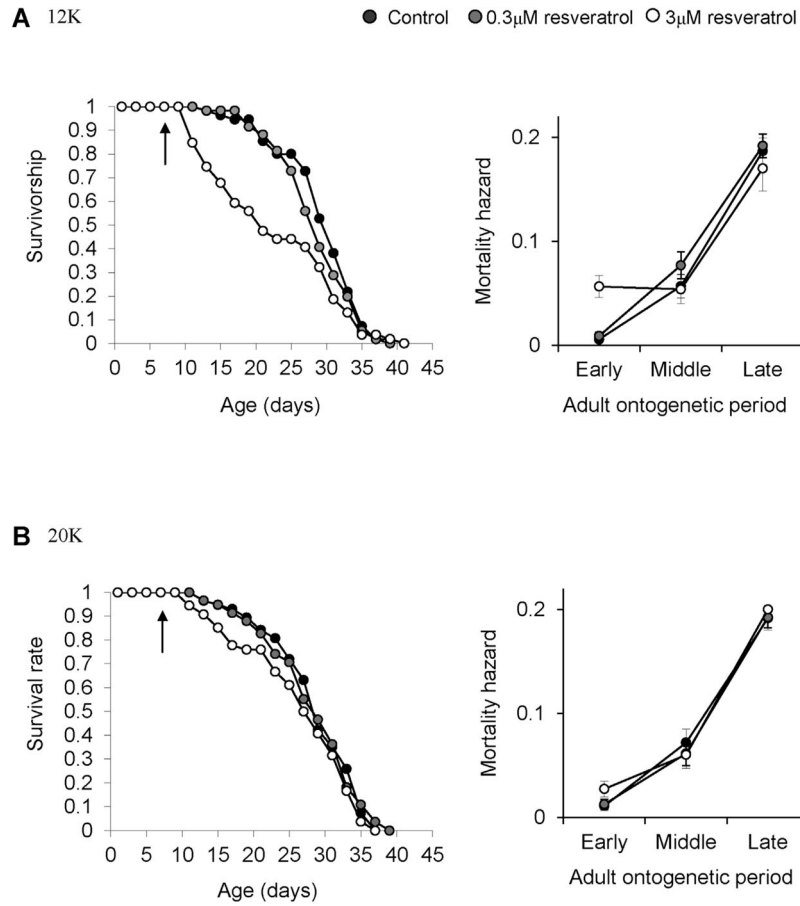 A 12K
Control 0.3µM resveratrol 3µM resveratrol
Survivorship
1
0.9
0.8
0.7
0.6
0.5
0.4
0.3
0.2
0.1
0
0 5 10 15 20 25 30 35 40 45
Age (days)
Mortality hazard
0.2
0.1
0
Early Middle Late
Adult ontogenetic period
B 20K
Survival rate
1
0.9
0.8
0.7
0.6
0.5
0.4
0.3
0.2
0.1
0
0 5 10 15 20 25 30 35 40 45
Age (days)
Mortality hazard
0.2
0.1
0
Early Middle Late
Adult ontogenetic period